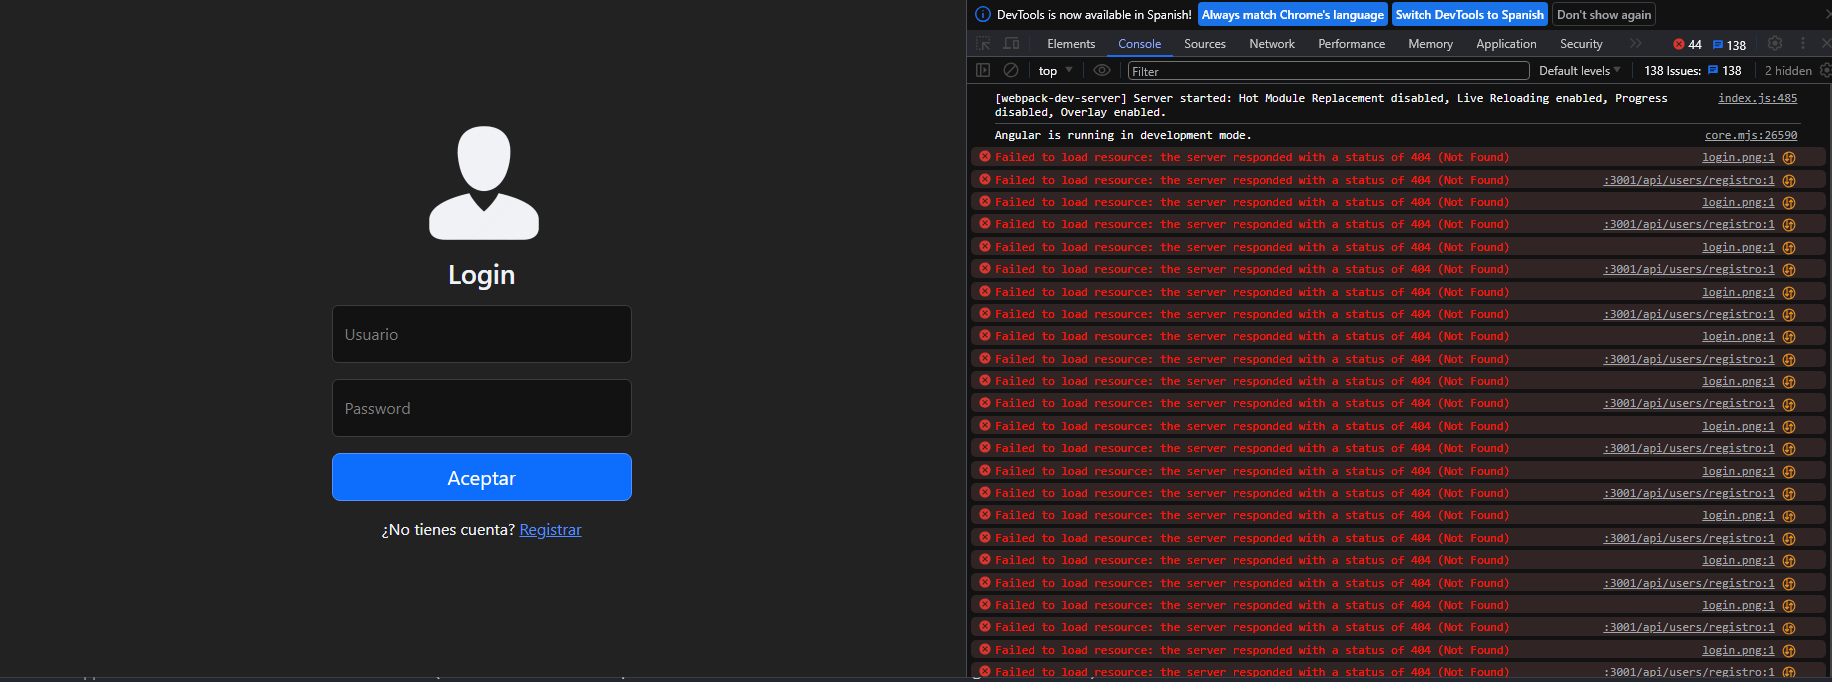 Login
Usuario
Password
Aceptar
¿No tienes cuenta? Registrar
DevTools is now available in Spanish! Always match Chrome's language Switch DevTools to Spanish Don't show again
Elements Console Sources Network Performance Memory Application Security 44 138
top Filter Default levels 138 Issues: 138 2 hidden
[webpack-dev-server] Server started: Hot Module Replacement disabled, Live Reloading enabled, Progress index.js:485
disabled, Overlay enabled.
Angular is running in development mode. core.mjs:26590
Failed to load resource: the server responded with a status of 404 (Not Found) login.png:1
Failed to load resource: the server responded with a status of 404 (Not Found) :3001/api/users/registro:1
Failed to load resource: the server responded with a status of 404 (Not Found) login.png:1
Failed to load resource: the server responded with a status of 404 (Not Found) :3001/api/users/registro:1
Failed to load resource: the server responded with a status of 404 (Not Found) login.png:1
Failed to load resource: the server responded with a status of 404 (Not Found) :3001/api/users/registro:1
Failed to load resource: the server responded with a status of 404 (Not Found) login.png:1
Failed to load resource: the server responded with a status of 404 (Not Found) :3001/api/users/registro:1
Failed to load resource: the server responded with a status of 404 (Not Found) login.png:1
Failed to load resource: the server responded with a status of 404 (Not Found) :3001/api/users/registro:1
Failed to load resource: the server responded with a status of 404 (Not Found) login.png:1
Failed to load resource: the server responded with a status of 404 (Not Found) :3001/api/users/registro:1
Failed to load resource: the server responded with a status of 404 (Not Found) login.png:1
Failed to load resource: the server responded with a status of 404 (Not Found) :3001/api/users/registro:1
Failed to load resource: the server responded with a status of 404 (Not Found) login.png:1
Failed to load resource: the server responded with a status of 404 (Not Found) :3001/api/users/registro:1
Failed to load resource: the server responded with a status of 404 (Not Found) login.png:1
Failed to load resource: the server responded with a status of 404 (Not Found) :3001/api/users/registro:1
Failed to load resource: the server responded with a status of 404 (Not Found) login.png:1
Failed to load resource: the server responded with a status of 404 (Not Found) :3001/api/users/registro:1
Failed to load resource: the server responded with a status of 404 (Not Found) login.png:1
Failed to load resource: the server responded with a status of 404 (Not Found) :3001/api/users/registro:1
Failed to load resource: the server responded with a status of 404 (Not Found) login.png:1
Failed to load resource: the server responded with a status of 404 (Not Found) :3001/api/users/registro:1